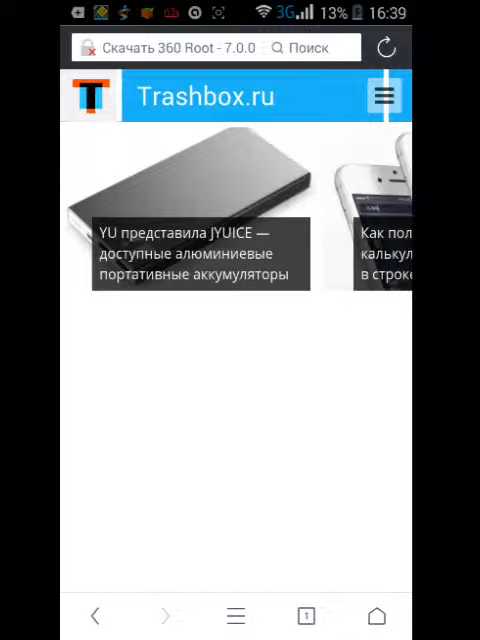 3G 13% 16:39
Скачать 360 Root - 7.0.0 Поиск
Trashbox.ru
YU представила JYUICE —
доступные алюминиевые
портативные аккумуляторы
Как пол
калькул
в строке
1